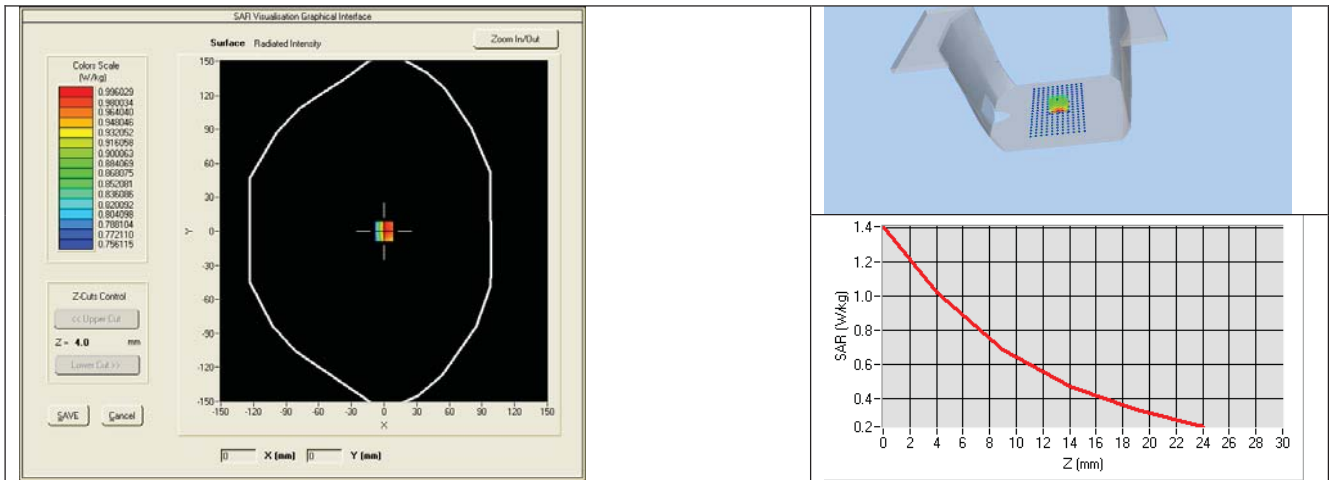 SAR Visualisation Graphical Interface
Surface Radiated Intensity
Zoom In/Out
Colors Scale
(W/kg)
0.996029
0.980034
0.964040
0.948046
0.932052
0.916058
0.900063
0.884069
0.868075
0.852081
0.836086
0.820092
0.804098
0.788104
0.772110
0.756115
Z-Cuts Control
<< Upper Cut
Z = 4.0 mm
Lower Cut >>
SAVE Cancel
150
120
90
60
30
0
-30
-60
-90
-120
-150
Y
-150 -120 -90 -60 -30 0 30 60 90 120 150
X
0 X (mm) 0 Y (mm)
1.4
1.2
1.0
0.8
0.6
0.4
0.2
SAR (W/kg)
0 2 4 6 8 10 12 14 16 18 20 22 24 26 28 30
Z (mm)